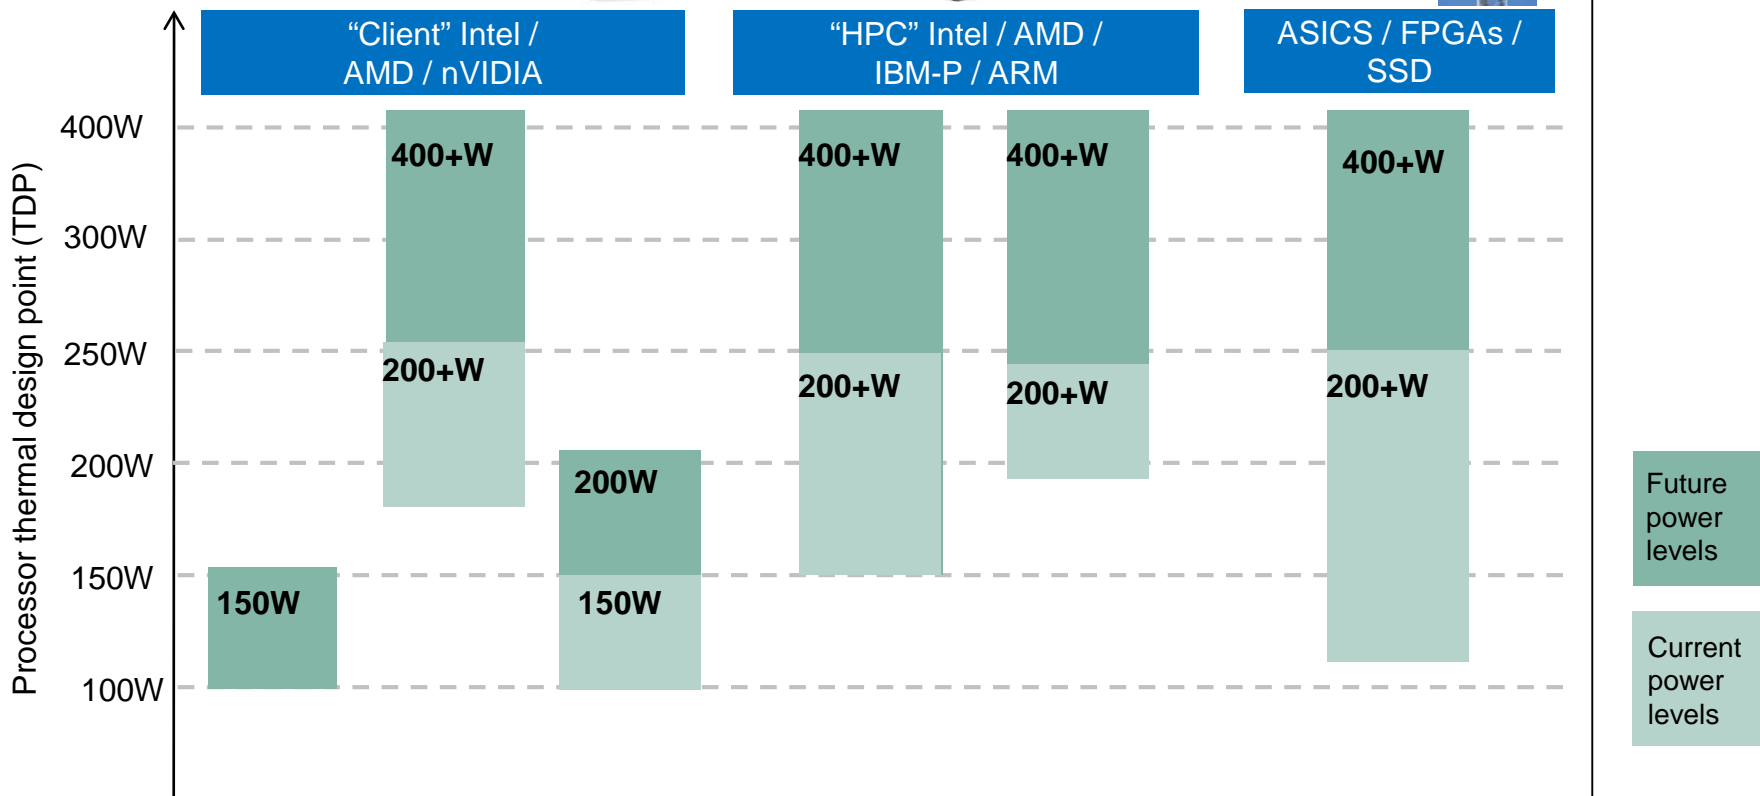 “Client” Intel /
AMD / nVIDIA
“HPC” Intel / AMD /
IBM-P / ARM
ASICS / FPGAs /
SSD
Processor thermal design point (TDP)
400W
300W
250W
200W
150W
100W
150W
400+W
200+W
200W
150W
400+W
200+W
400+W
200+W
400+W
200+W
Future
power
levels
Current
power
levels